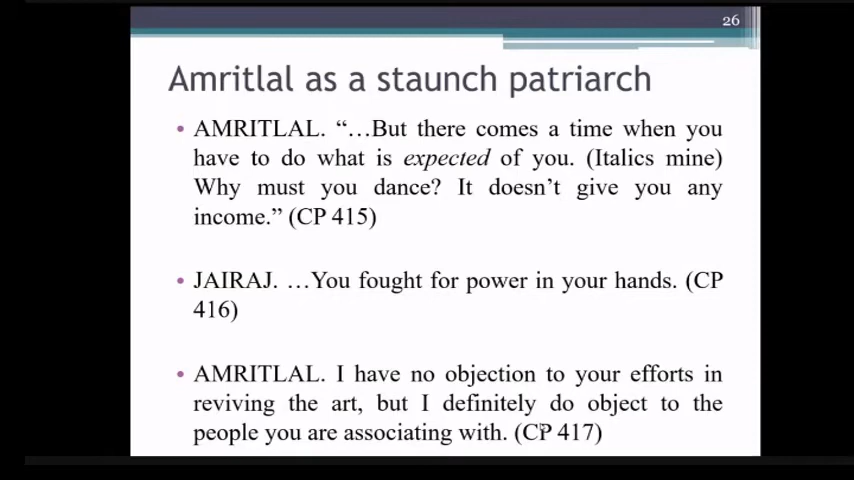 26
Amritlal as a staunch patriarch
• AMRITLAL. “…But there comes a time when you
have to do what is expected of you. (Italics mine)
Why must you dance? It doesn’t give you any
income.” (CP 415)
• JAIRAJ. …You fought for power in your hands. (CP
416)
• AMRITLAL. I have no objection to your efforts in
reviving the art, but I definitely do object to the
people you are associating with. (CP 417)